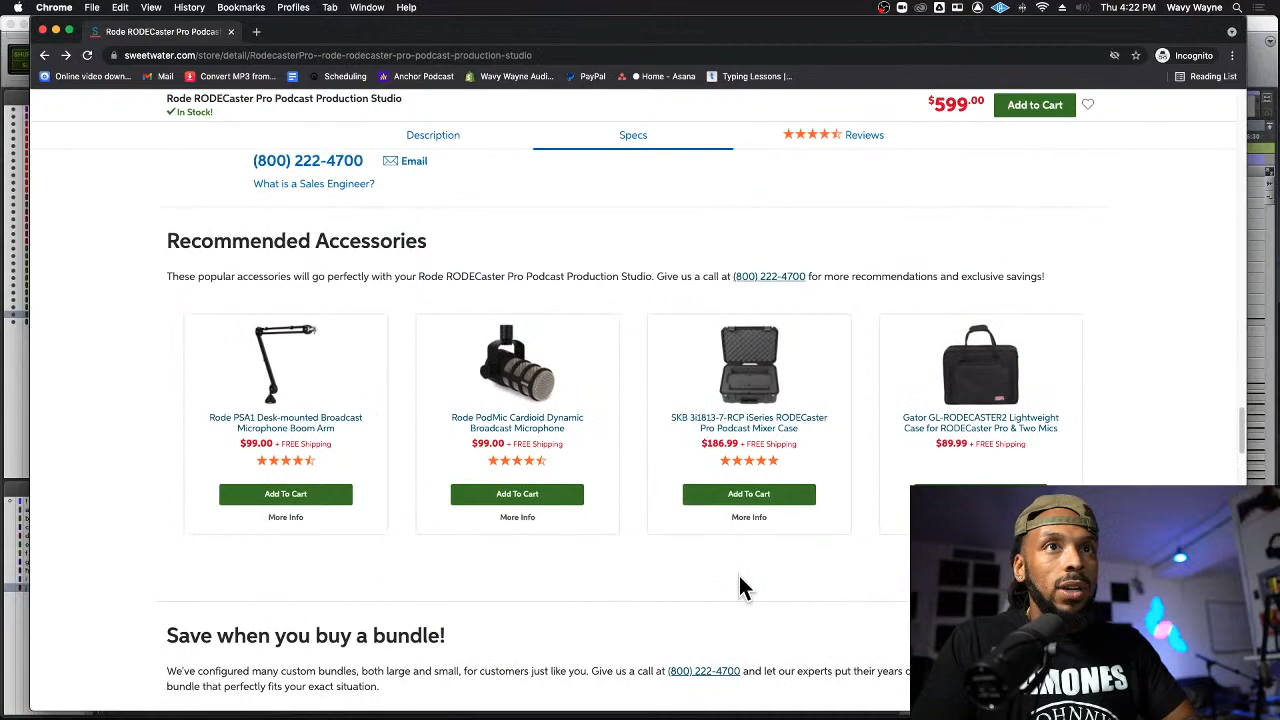 Chrome File Edit View History Bookmarks Profiles Tab Window Help
Thu 4:22 PM Wavy Wayne
Rode RODECaster Pro Podcast
sweetwater.com/store/detail/RodecasterPro--rode-rodecaster-pro-podcast-production-studio
Incognito
Online video down... Mail Convert MP3 from... Scheduling Anchor Podcast Wavy Wayne Audi... PayPal Home - Asana Typing Lessons |... Reading List
Rode RODECaster Pro Podcast Production Studio
$599.00 Add to Cart
In Stock!
Description Specs Reviews
(800) 222-4700 Email
What is a Sales Engineer?
Recommended Accessories
These popular accessories will go perfectly with your Rode RODECaster Pro Podcast Production Studio. Give us a call at (800) 222-4700 for more recommendations and exclusive savings!
Rode PSA1 Desk-mounted Broadcast
Microphone Boom Arm
$99.00 + FREE Shipping
Add To Cart
More Info
Rode PodMic Cardioid Dynamic
Broadcast Microphone
$99.00 + FREE Shipping
Add To Cart
More Info
SKB 3i1813-7-RCP iSeries RODECaster
Pro Podcast Mixer Case
$186.99 + FREE Shipping
Add To Cart
More Info
Gator GL-RODECASTER2 Lightweight
Case for RODECaster Pro & Two Mics
$89.99 + FREE Shipping
Save when you buy a bundle!
We've configured many custom bundles, both large and small, for customers just like you. Give us a call at (800) 222-4700 and let our experts put their years o
bundle that perfectly fits your exact situation.
JOHNNY